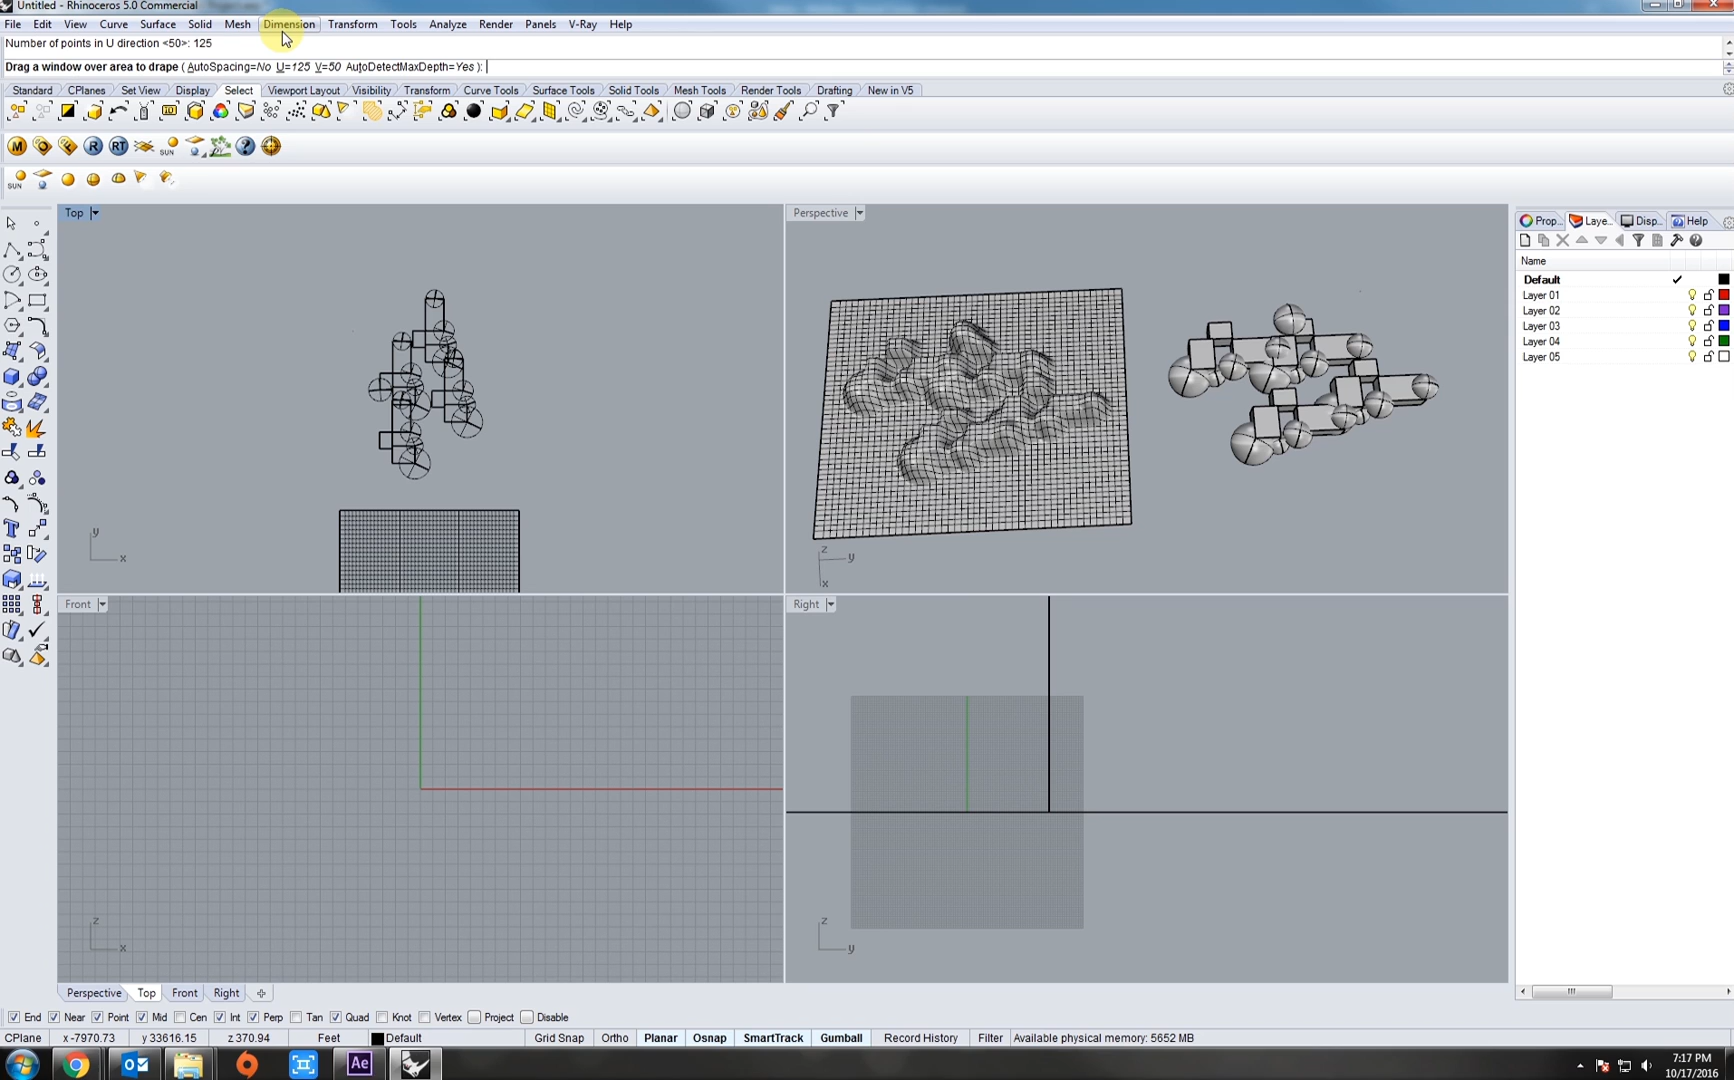 Untitled - Rhinoceros 5.0 Commercial
File Edit View Curve Surface Solid Mesh Dimension Transform Tools Analyze Render Panels V-Ray Help
Number of points in U direction <50>: 125
Drag a window over area to drape ( AutoSpacing=No U=125 V=50 AutoDetectMaxDepth=Yes ):
Standard CPlanes Set View Display Select Viewport Layout Visibility Transform Curve Tools Surface Tools Solid Tools Mesh Tools Render Tools Drafting New in V5
M R RT SUN ?
SUN
Top
Perspective
Prop... Laye... Disp... Help
Name
Default
Layer 01
Layer 02
Layer 03
Layer 04
Layer 05
y
x
z
y
x
Front
Right
z
x
z
y
Perspective Top Front Right
End Near Point Mid Cen Int Perp Tan Quad Knot Vertex Project Disable
CPlane x -7970.73 y 33616.15 z 370.94 Feet Default Grid Snap Ortho Planar Osnap SmartTrack Gumball Record History Filter Available physical memory: 5652 MB
Ae
7:17 PM
10/17/2016